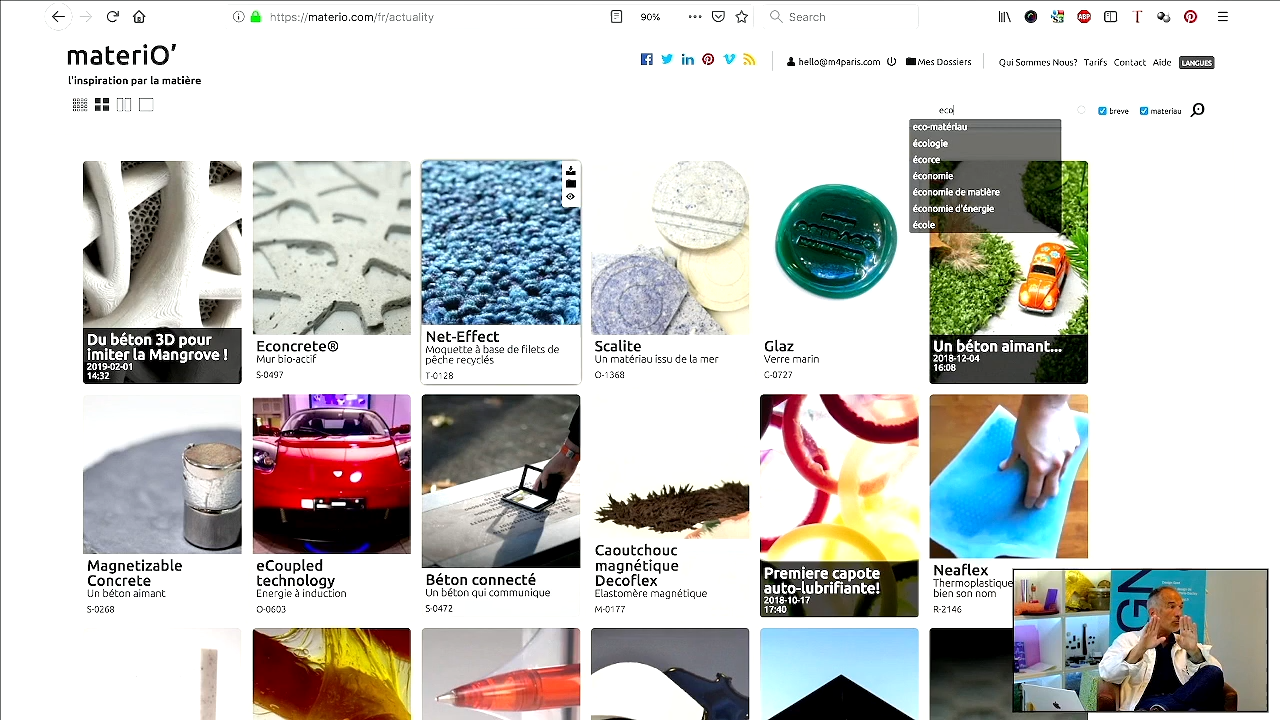 https://materio.com/fr/actuality
90%
Search
ABP
T
materiO'
l'inspiration par la matière
hello@m4paris.com
Mes Dossiers
Qui Sommes Nous?
Tarifs
Contact
Aide
LANGUES
eco
breve
materiau
eco-matériau
écologie
écorce
économie
économie de matière
économie d'énergie
école
Du béton 3D pour
imiter la Mangrove !
2019-02-01
14:32
Econcrete®
Mur bio-actif
S-0497
Net-Effect
Moquette à base de filets de
pêche recyclés
T-0128
Scalite
Un matériau issu de la mer
O-1368
Glaz
Verre marin
C-0727
Un béton aimant...
2018-12-04
16:08
Magnetizable
Concrete
Un béton aimant
S-0268
eCoupled
technology
Energie à induction
O-0603
Béton connecté
Un béton qui communique
S-0472
Caoutchouc
magnétique
Decoflex
Elastomère magnétique
M-0177
Premiere capote
auto-lubrifiante!
2018-10-17
17:40
Neaflex
Thermoplastique
bien son nom
R-2146